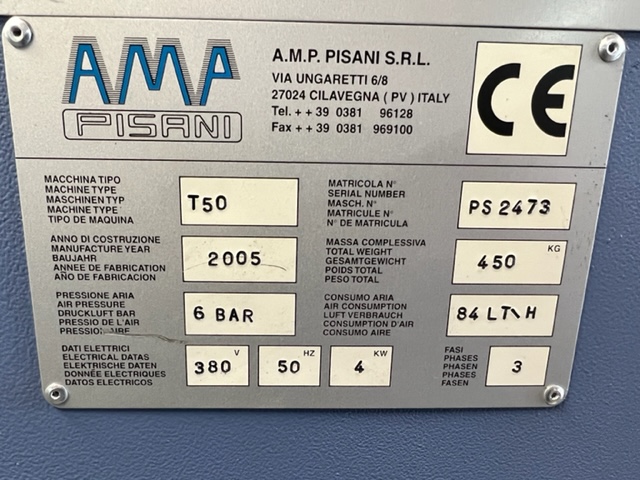 AMP
PISANI
A.M.P. PISANI S.R.L.
VIA UNGARETTI 6/8
27024 CILAVEGNA ( PV ) ITALY
Tel. + + 39 0381 96128
Fax + + 39 0381 969100
CE
MACCHINA TIPO
MACHINE TYPE
MASCHINEN TYP
MACHINE TYPE
TIPO DE MAQUINA
T50
MATRICOLA N°
SERIAL NUMBER
MASCH. N°
MATRICULE N°
N° DE MATRICULA
PS 2473
ANNO DI COSTRUZIONE
MANUFACTURE YEAR
BAUJAHR
ANNEE DE FABRICATION
AÑO DE FABRICACION
2005
MASSA COMPLESSIVA
TOTAL WEIGHT
GESAMTGEWICHT
POIDS TOTAL
PESO TOTAL
450 KG
PRESSIONE ARIA
AIR PRESSURE
DRUCKLUFT BAR
PRESSIO DE L'AIR
PRESSIO AIRE
6 BAR
CONSUMO ARIA
AIR CONSUMPTION
LUFT VERBRAUCH
CONSUMPTION D'AIR
CONSUMO AIRE
84 LT\H
DATI ELETTRICI
ELECTRICAL DATAS
ELEKTRISCHE DATEN
DONNÉE ELECTRIQUES
DATOS ELECTRICOS
380 V 50 HZ 4 KW
FASI
PHASES
PHASEN
PHASES
FASEN
3